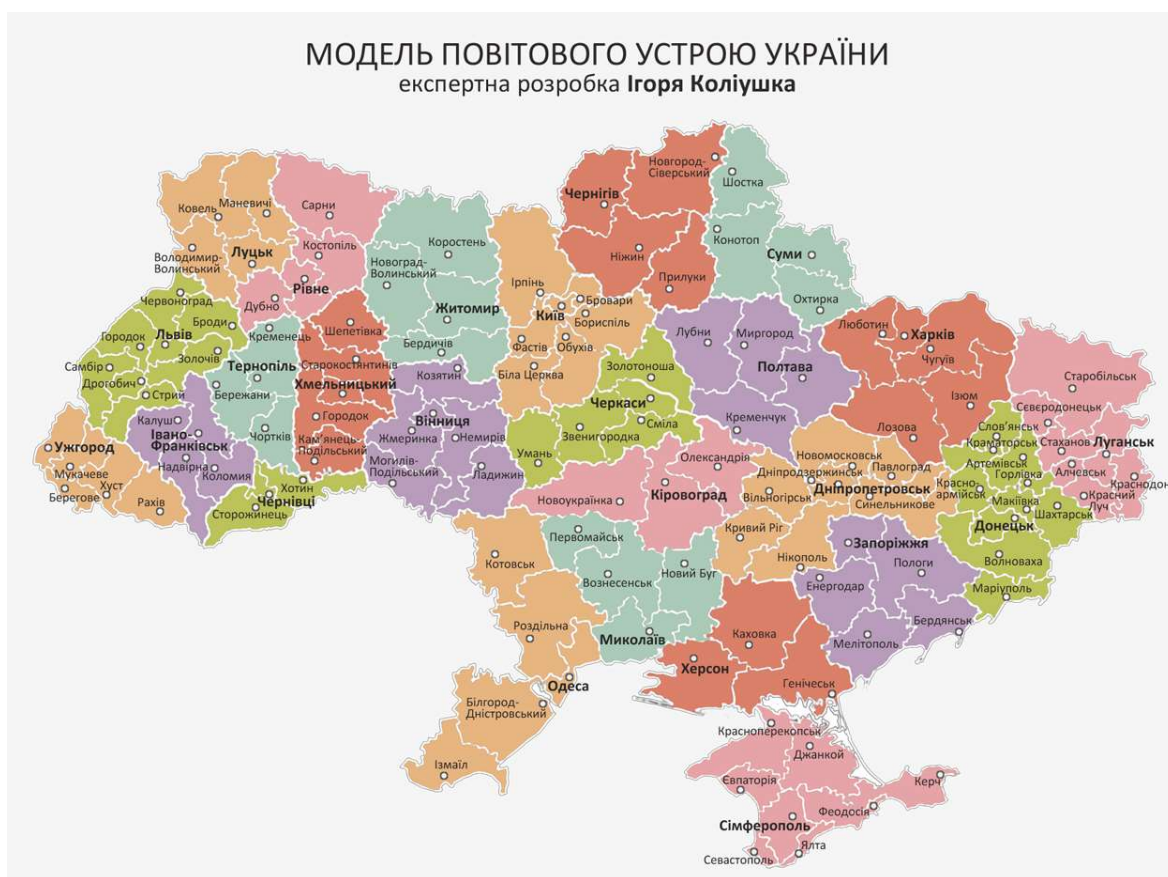 МОДЕЛЬ ПОВІТОВОГО УСТРОЮ УКРАЇНИ
експертна розробка Ігоря Коліушка
Ковель
Маневичі
Володимир-
Волинський
Луцьк
Сарни
Костопіль
Рівне
Дубно
Коростень
Новоград-
Волинський
Житомир
Бердичів
Ірпінь
Бровари
Київ
Бориспіль
Фастів
Обухів
Біла Церква
Чернігів
Новгород-
Сіверський
Ніжин
Прилуки
Шостка
Конотоп
Суми
Охтирка
Червоноград
Броди
Львів
Городок
Золочів
Самбір
Дрогобич
Стрий
Кременець
Тернопіль
Бережани
Чортків
Шепетівка
Старокостянтинів
Хмельницький
Городок
Кам'янець-
Подільський
Козятин
Вінниця
Жмеринка
Немирів
Могилів-
Подільський
Ладижин
Золотоноша
Черкаси
Сміла
Звенигородка
Умань
Лубни
Миргород
Полтава
Кременчук
Люботин
Харків
Чугуїв
Ізюм
Лозова
Старобільськ
Сєвєродонецьк
Стаханов
Луганськ
Алчевськ
Краснодон
Красний
Луч
Слов'янськ
Краматорськ
Артемівськ
Горлівка
Красно-
армійськ
Макіївка
Шахтарськ
Донецьк
Волноваха
Маріуполь
Ужгород
Мукачеве
Хуст
Берегове
Рахів
Калуш
Івано-
Франківськ
Надвірна
Коломия
Хотин
Чернівці
Сторожинець
Олександрія
Кіровоград
Новоукраїнка
Новомосковськ
Дніпродзержинськ
Павлоград
Дніпропетровськ
Вільногірськ
Синельникове
Кривий Ріг
Нікополь
Запоріжжя
Пологи
Енергодар
Бердянськ
Мелітополь
Первомайськ
Вознесенськ
Новий Буг
Миколаїв
Котовськ
Роздільна
Одеса
Білгород-
Дністровський
Ізмаїл
Каховка
Херсон
Генічеськ
Красноперекопськ
Джанкой
Євпаторія
Керч
Феодосія
Сімферополь
Ялта
Севастополь